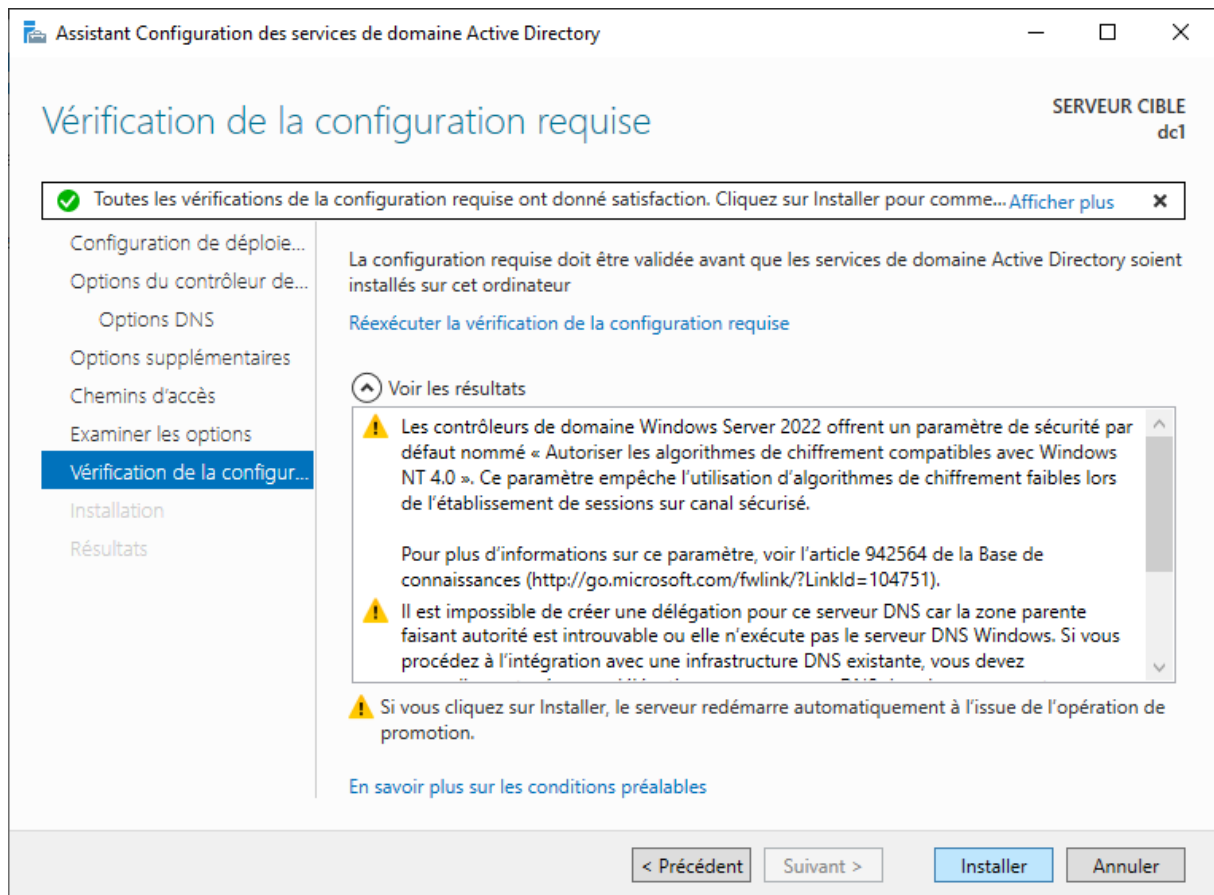 Assistant Configuration des services de domaine Active Directory
Vérification de la configuration requise
SERVEUR CIBLE
dc1
Toutes les vérifications de la configuration requise ont donné satisfaction. Cliquez sur Installer pour comme... Afficher plus
Configuration de déploie...
Options du contrôleur de...
Options DNS
Options supplémentaires
Chemins d'accès
Examiner les options
Vérification de la configur...
Installation
Résultats
La configuration requise doit être validée avant que les services de domaine Active Directory soient
installés sur cet ordinateur
Réexécuter la vérification de la configuration requise
Voir les résultats
Les contrôleurs de domaine Windows Server 2022 offrent un paramètre de sécurité par
défaut nommé « Autoriser les algorithmes de chiffrement compatibles avec Windows
NT 4.0 ». Ce paramètre empêche l'utilisation d'algorithmes de chiffrement faibles lors
de l'établissement de sessions sur canal sécurisé.
Pour plus d'informations sur ce paramètre, voir l'article 942564 de la Base de
connaissances (http://go.microsoft.com/fwlink/?LinkId=104751).
Il est impossible de créer une délégation pour ce serveur DNS car la zone parente
faisant autorité est introuvable ou elle n'exécute pas le serveur DNS Windows. Si vous
procédez à l'intégration avec une infrastructure DNS existante, vous devez
Si vous cliquez sur Installer, le serveur redémarre automatiquement à l'issue de l'opération de
promotion.
En savoir plus sur les conditions préalables
< Précédent
Suivant >
Installer
Annuler